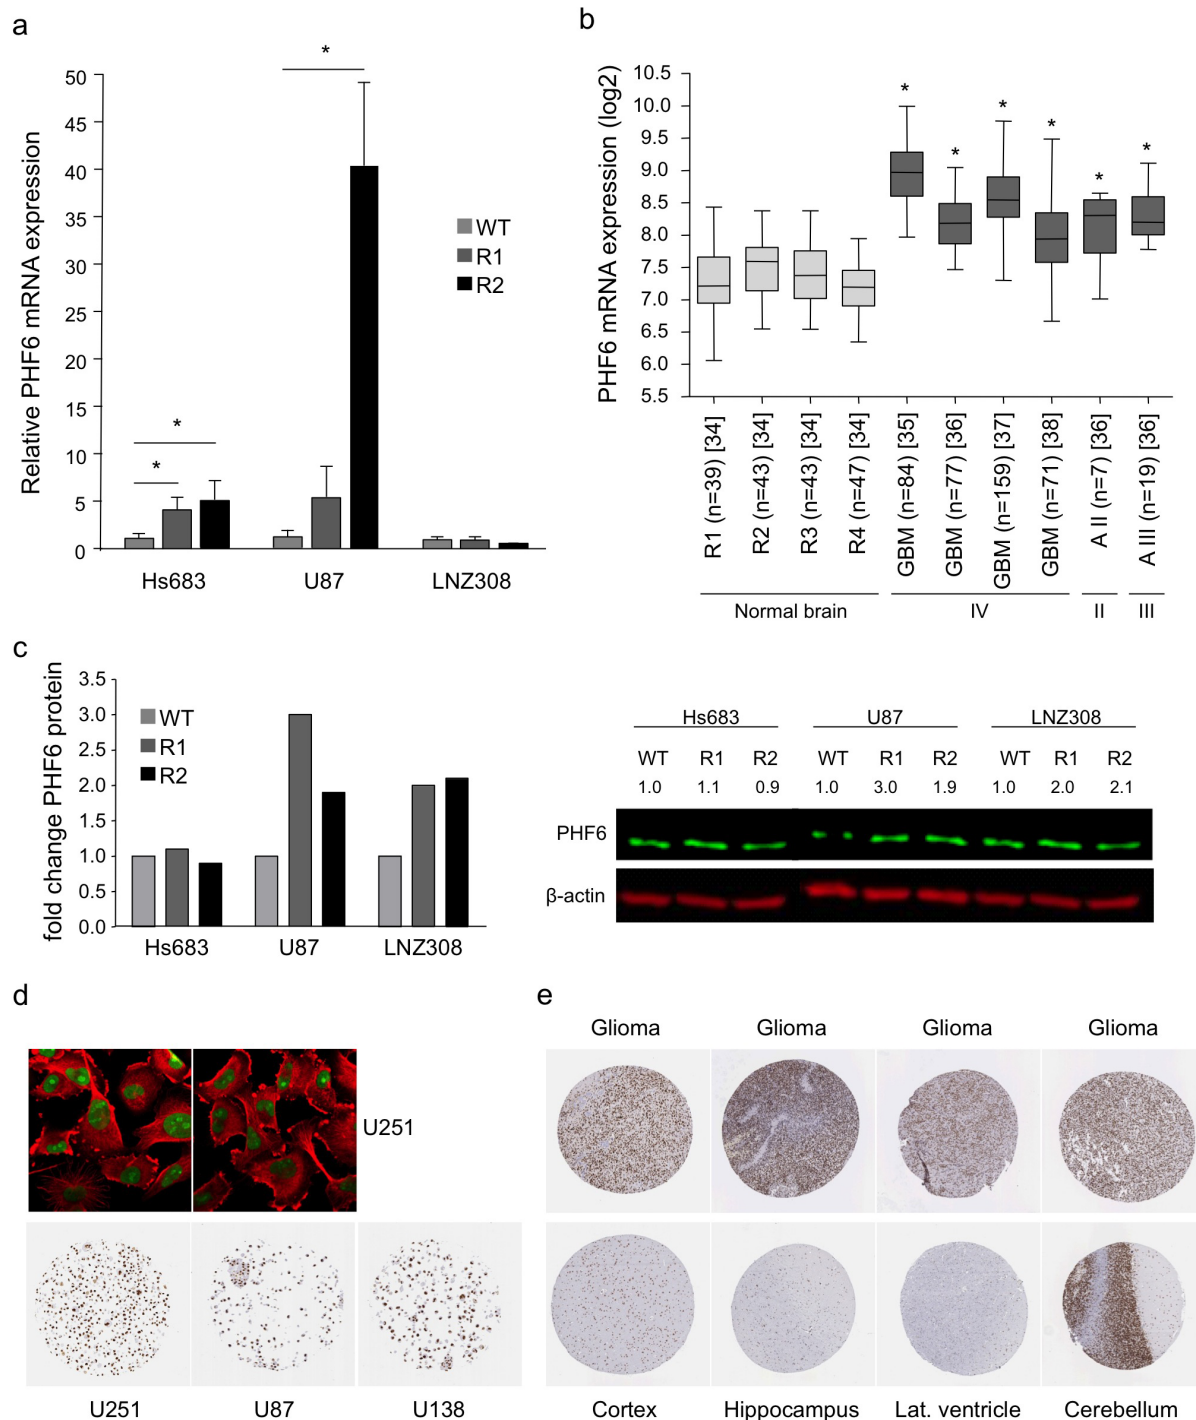 a
Relative PHF6 mRNA expression
50
45
40
35
30
25
20
15
10
5
0
*
*
*
WT
R1
R2
Hs683
U87
LNZ308
b
PHF6 mRNA expression (log2)
10.5
10.0
9.5
9.0
8.5
8.0
7.5
7.0
6.5
6.0
5.5
*
*
*
*
*
*
R1 (n=39) [34]
R2 (n=43) [34]
R3 (n=43) [34]
R4 (n=47) [34]
GBM (n=84) [35]
GBM (n=77) [36]
GBM (n=159) [37]
GBM (n=71) [38]
A II (n=7) [36]
A III (n=19) [36]
Normal brain
IV
II
III
c
fold change PHF6 protein
3.5
3.0
2.5
2.0
1.5
1.0
0.5
0.0
WT
R1
R2
Hs683
U87
LNZ308
Hs683 U87 LNZ308
WT R1 R2 WT R1 R2 WT R1 R2
1.0 1.1 0.9 1.0 3.0 1.9 1.0 2.0 2.1
PHF6
β-actin
d
U251
U251
U87
U138
e
Glioma
Glioma
Glioma
Glioma
Cortex
Hippocampus
Lat. ventricle
Cerebellum